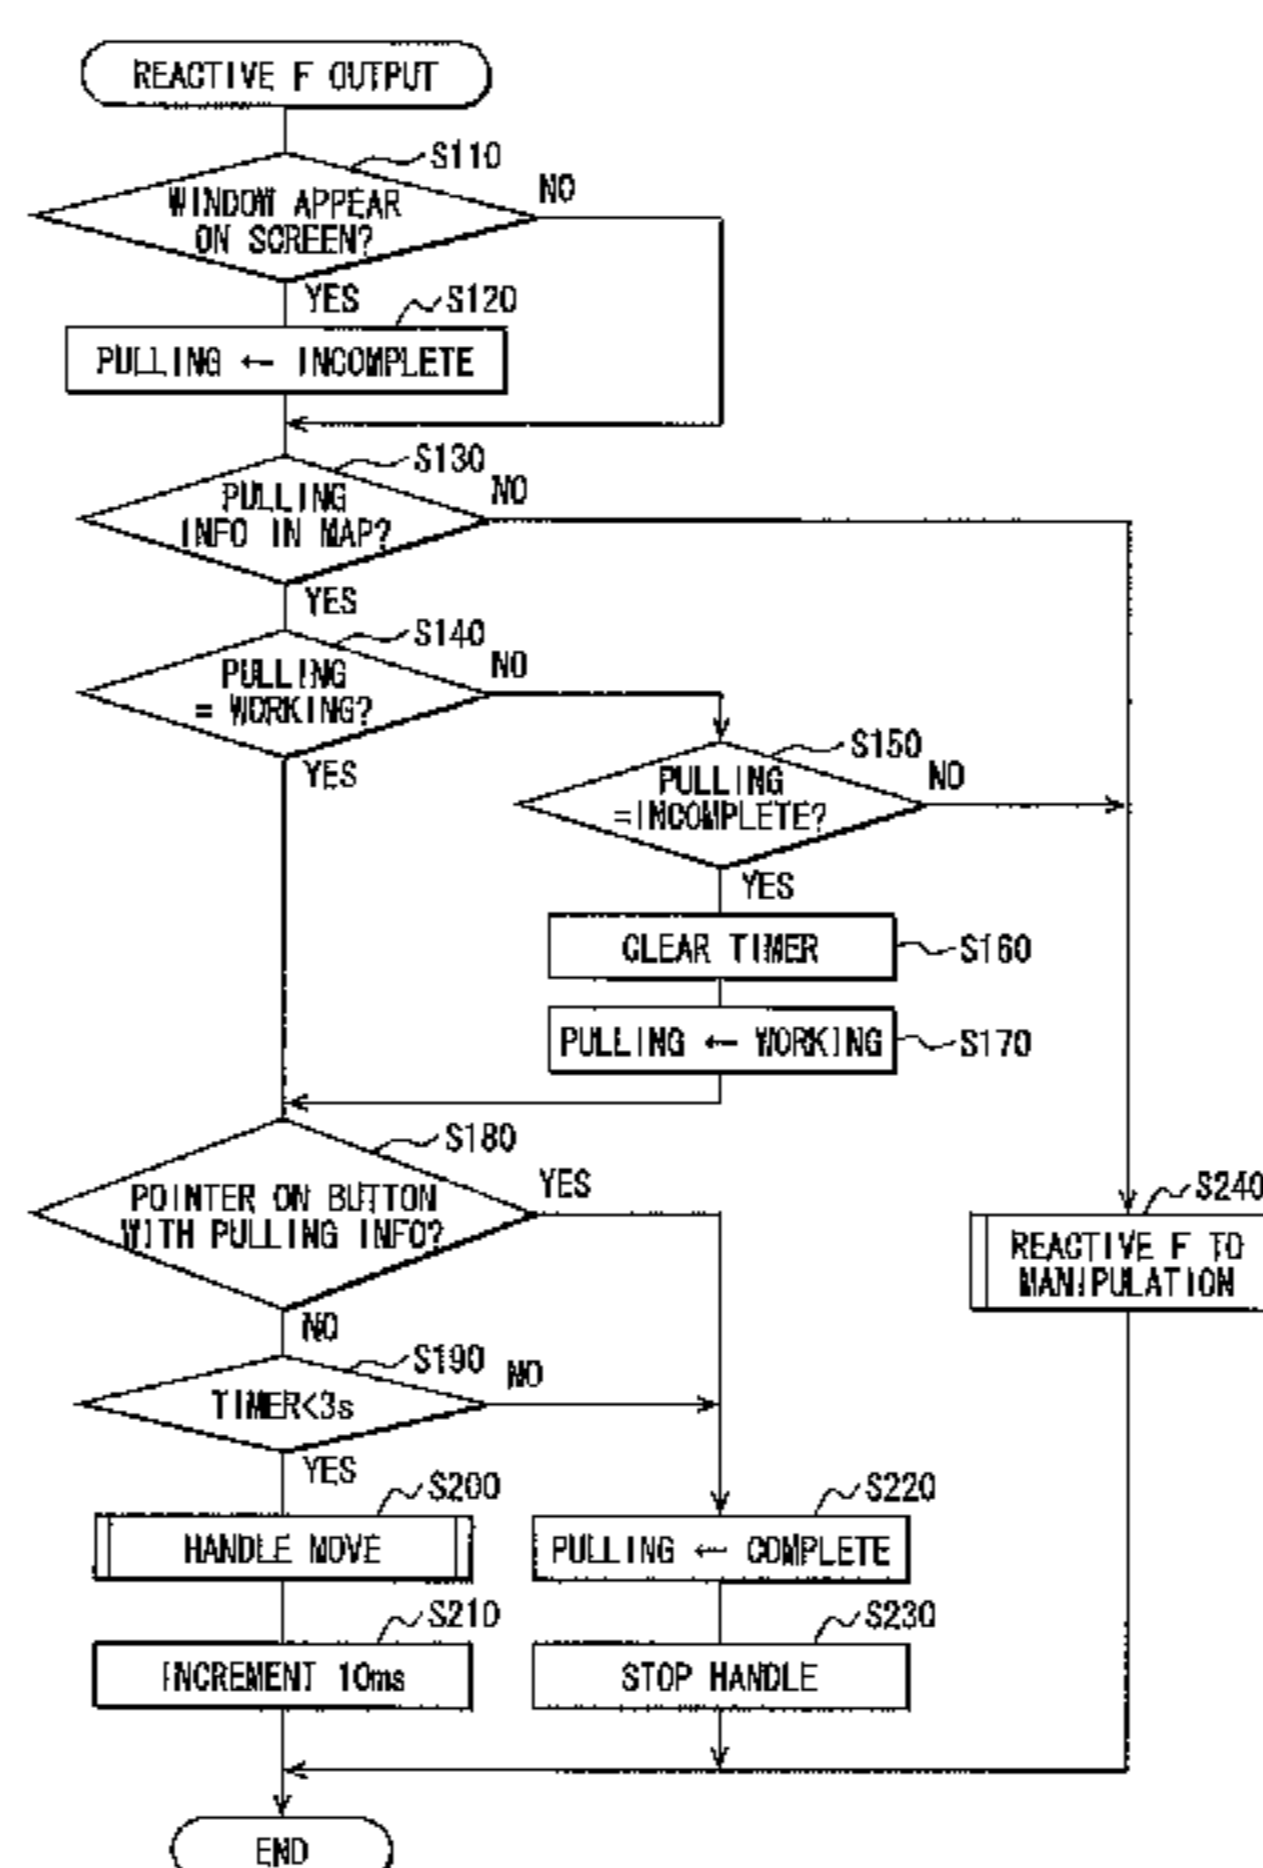 REACTIVE F OUTPUT
S110
WINDOW APPEAR
ON SCREEN?
NO
YES
S120
PULLING ← INCOMPLETE
S130
PULLING
INFO IN MAP?
NO
YES
S140
PULLING
= WORKING?
NO
YES
S150
PULLING
=INCOMPLETE?
NO
YES
CLEAR TIMER
S160
PULLING ← WORKING
S170
S180
POINTER ON BUTTON
WITH PULLING INFO?
YES
NO
S240
REACTIVE F TO
MANIPULATION
S190
TIMER<3s
NO
YES
S200
HANDLE MOVE
S220
PULLING ← COMPLETE
S210
INCREMENT 10ms
S230
STOP HANDLE
END